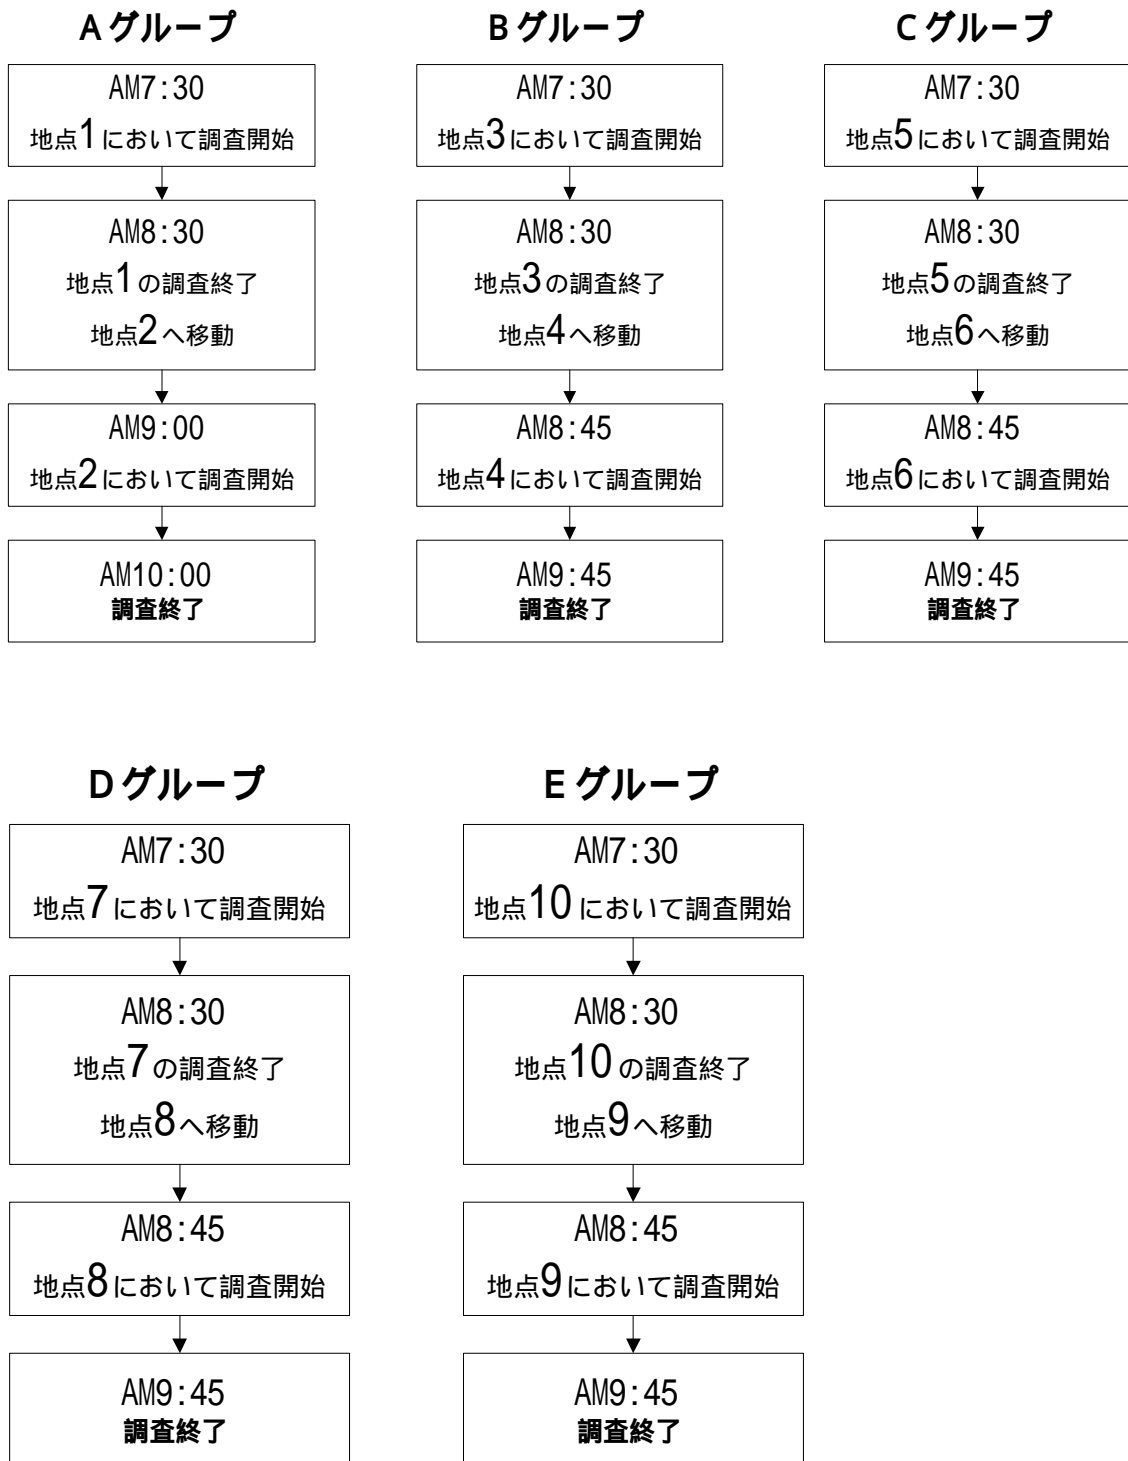 Aグループ
AM7:30
地点1において調査開始
AM8:30
地点1の調査終了
地点2へ移動
AM9:00
地点2において調査開始
AM10:00
調査終了
Bグループ
AM7:30
地点3において調査開始
AM8:30
地点3の調査終了
地点4へ移動
AM8:45
地点4において調査開始
AM9:45
調査終了
Cグループ
AM7:30
地点5において調査開始
AM8:30
地点5の調査終了
地点6へ移動
AM8:45
地点6において調査開始
AM9:45
調査終了
Dグループ
AM7:30
地点7において調査開始
AM8:30
地点7の調査終了
地点8へ移動
AM8:45
地点8において調査開始
AM9:45
調査終了
Eグループ
AM7:30
地点10において調査開始
AM8:30
地点10の調査終了
地点9へ移動
AM8:45
地点9において調査開始
AM9:45
調査終了